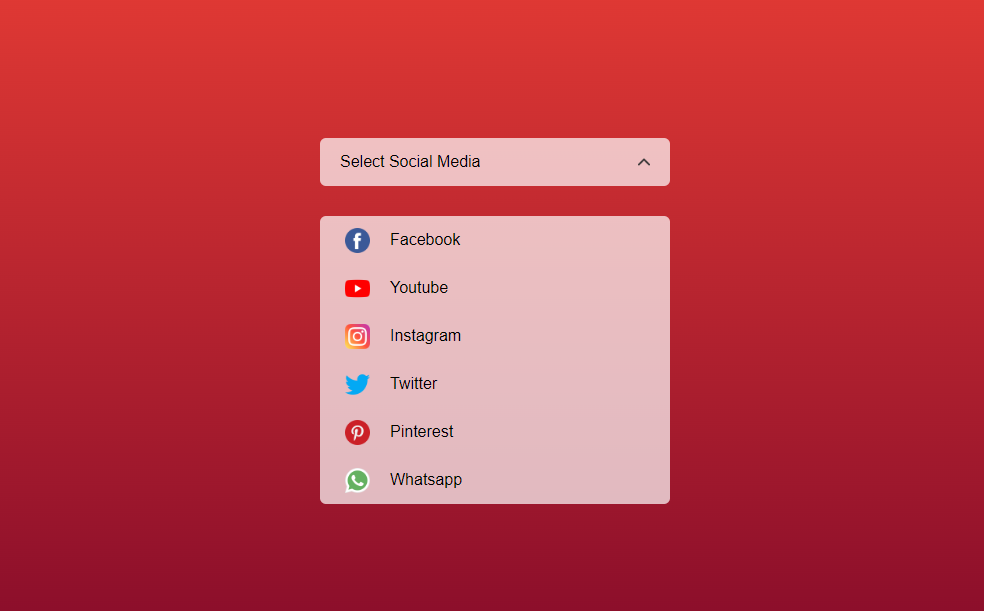 Select Social Media
Facebook
Youtube
Instagram
Twitter
Pinterest
Whatsapp